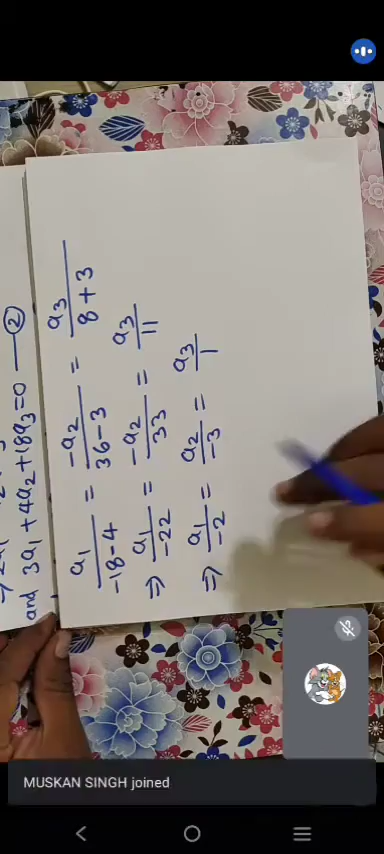 and 3a₁ + 4a₂ + 18a₃ = 0 — ②
a₁/-18-4 = -a₂/36-3 = a₃/8+3
⇒ a₁/-22 = -a₂/33 = a₃/11
⇒ a₁/-2 = a₂/-3 = a₃/1
MUSKAN SINGH joined